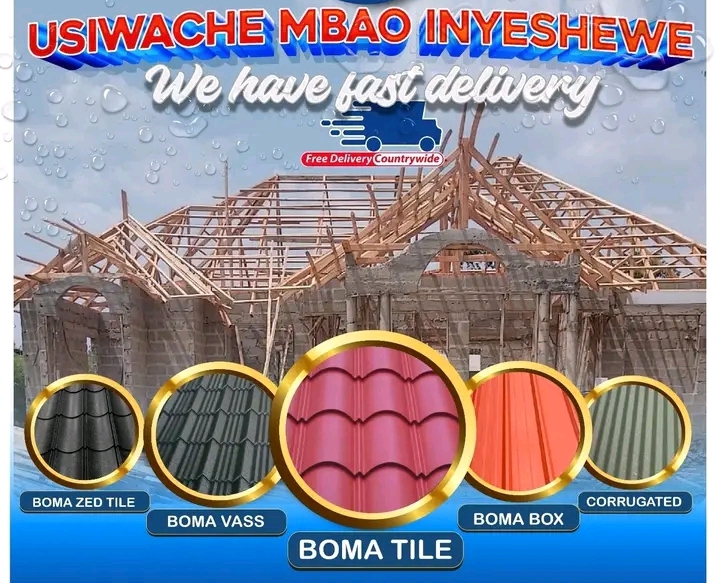 USIWACHE MBAO INYESHEWE
We have fast delivery
Free Delivery Countrywide
BOMA ZED TILE
BOMA VASS
BOMA TILE
BOMA BOX
CORRUGATED